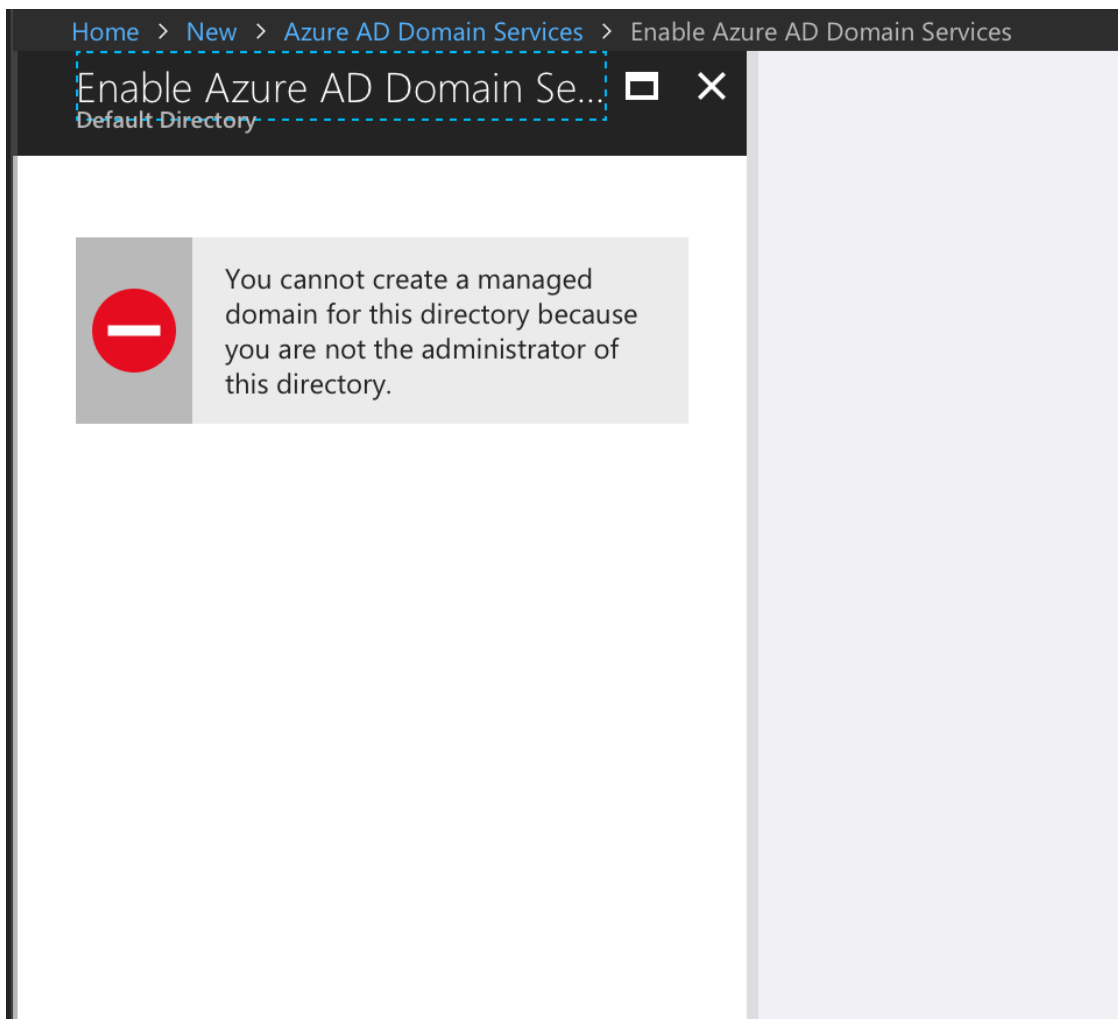 Home > New > Azure AD Domain Services > Enable Azure AD Domain Services
Enable Azure AD Domain Se...
Default Directory
You cannot create a managed
domain for this directory because
you are not the administrator of
this directory.